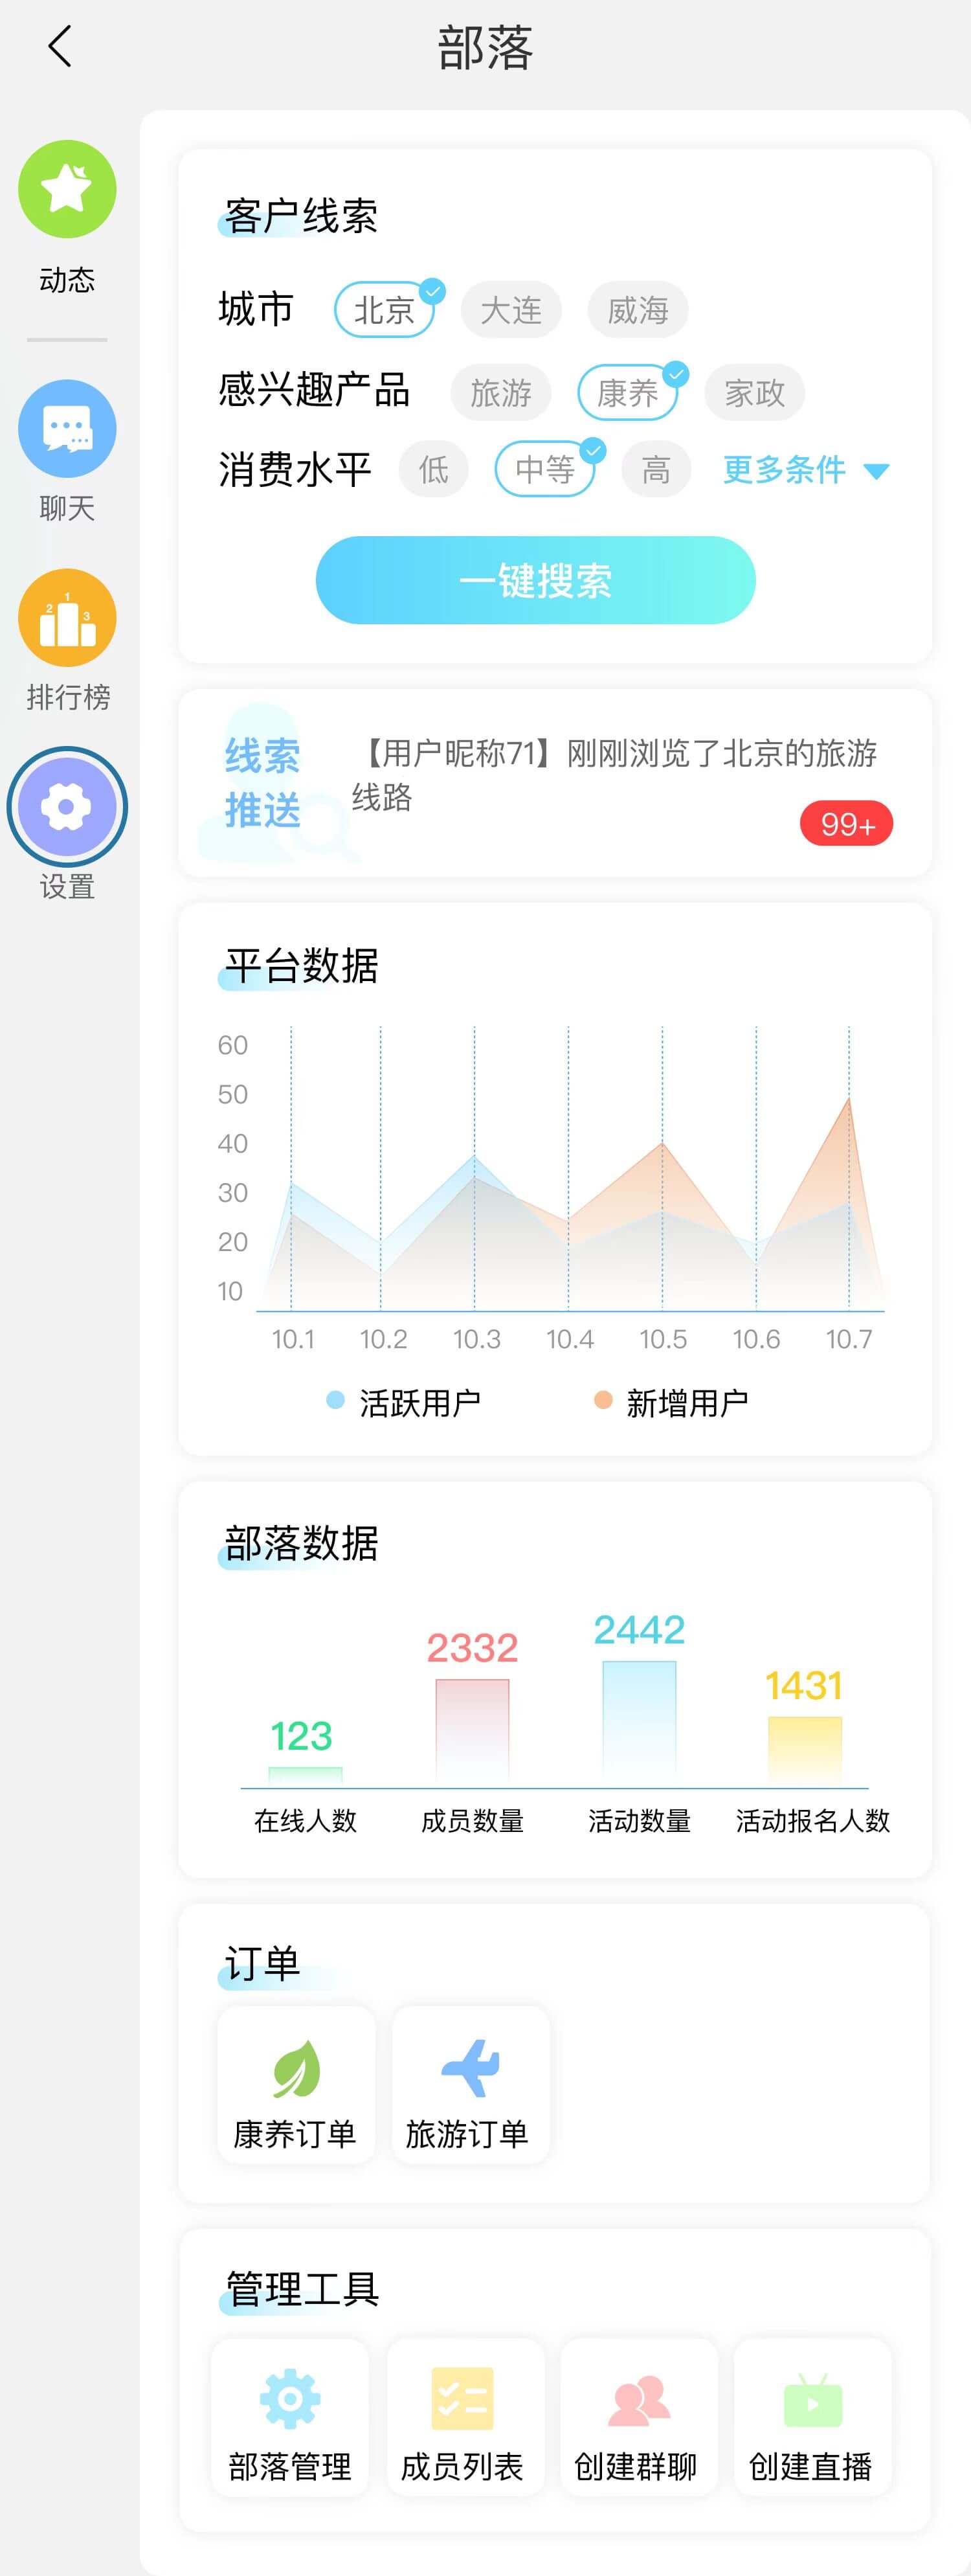 部落
动态
聊天
1
2
3
排行榜
设置
客户线索
城市 北京 大连 威海
感兴趣产品 旅游 康养 家政
消费水平 低 中等 高 更多条件
一键搜索
线索
推送
【用户昵称71】刚刚浏览了北京的旅游
线路
99+
平台数据
60
50
40
30
20
10
10.1 10.2 10.3 10.4 10.5 10.6 10.7
活跃用户 新增用户
部落数据
123 2332 2442 1431
在线人数 成员数量 活动数量 活动报名人数
订单
康养订单 旅游订单
管理工具
部落管理 成员列表 创建群聊 创建直播